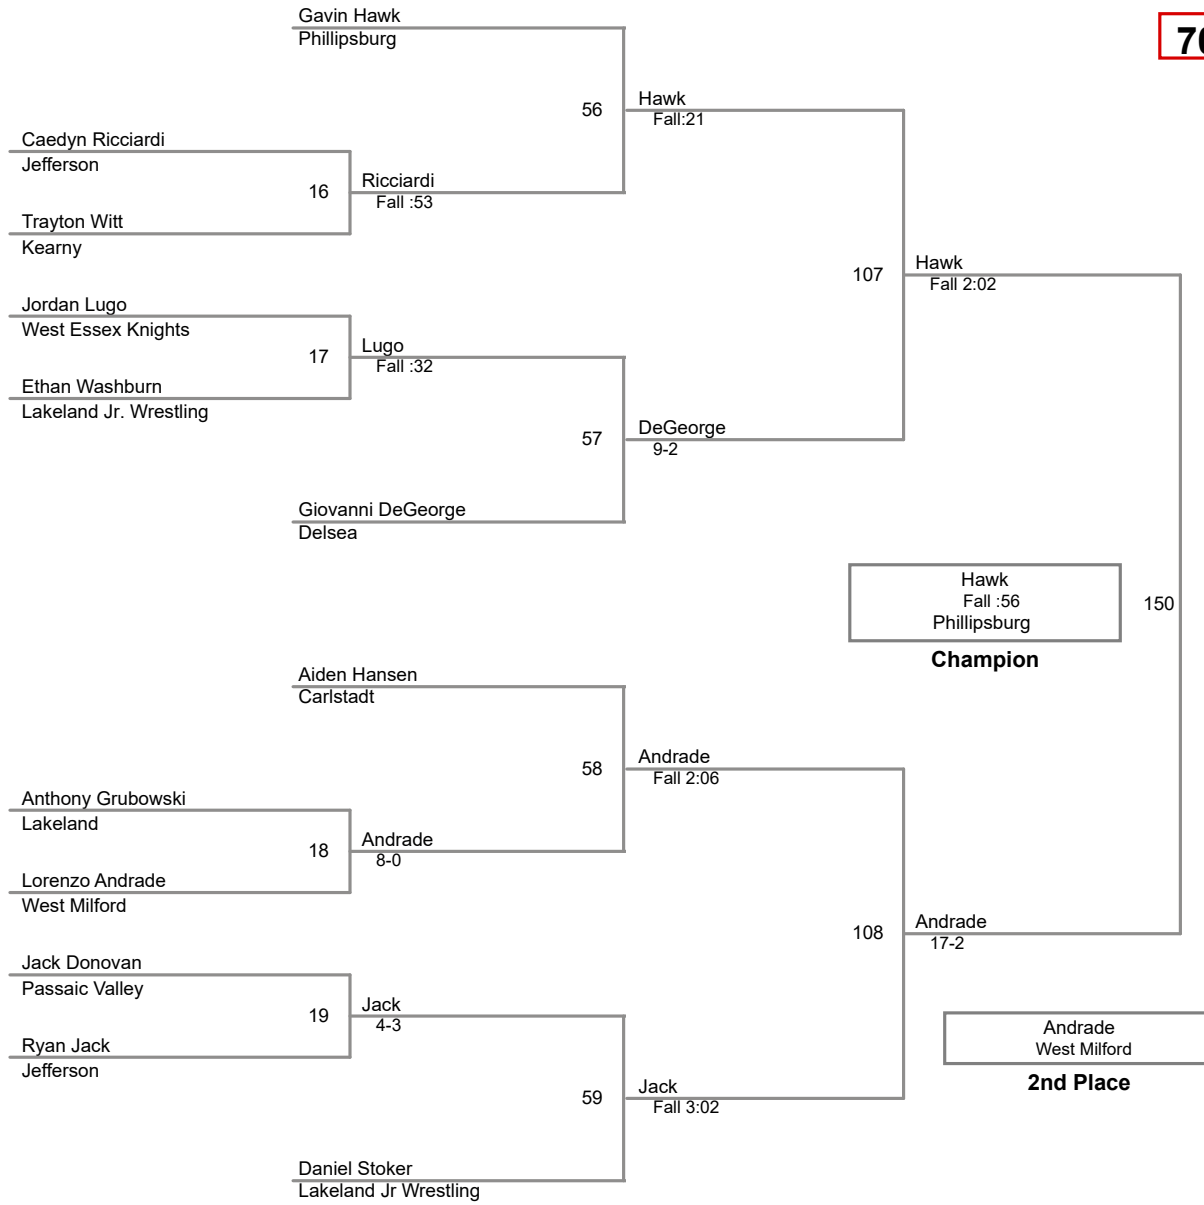 Gavin Hawk
Phillipsburg
70
56
Hawk
Fall:21
Caedyn Ricciardi
Jefferson
16
Ricciardi
Fall :53
Trayton Witt
Kearny
107
Hawk
Fall 2:02
Jordan Lugo
West Essex Knights
17
Lugo
Fall :32
Ethan Washburn
Lakeland Jr. Wrestling
57
DeGeorge
9-2
Giovanni DeGeorge
Delsea
Hawk
Fall :56
Phillipsburg
Champion
150
Aiden Hansen
Carlstadt
58
Andrade
Fall 2:06
Anthony Grubowski
Lakeland
18
Andrade
8-0
Lorenzo Andrade
West Milford
108
Andrade
17-2
Jack Donovan
Passaic Valley
19
Jack
4-3
Ryan Jack
Jefferson
Andrade
West Milford
2nd Place
59
Jack
Fall 3:02
Daniel Stoker
Lakeland Jr Wrestling